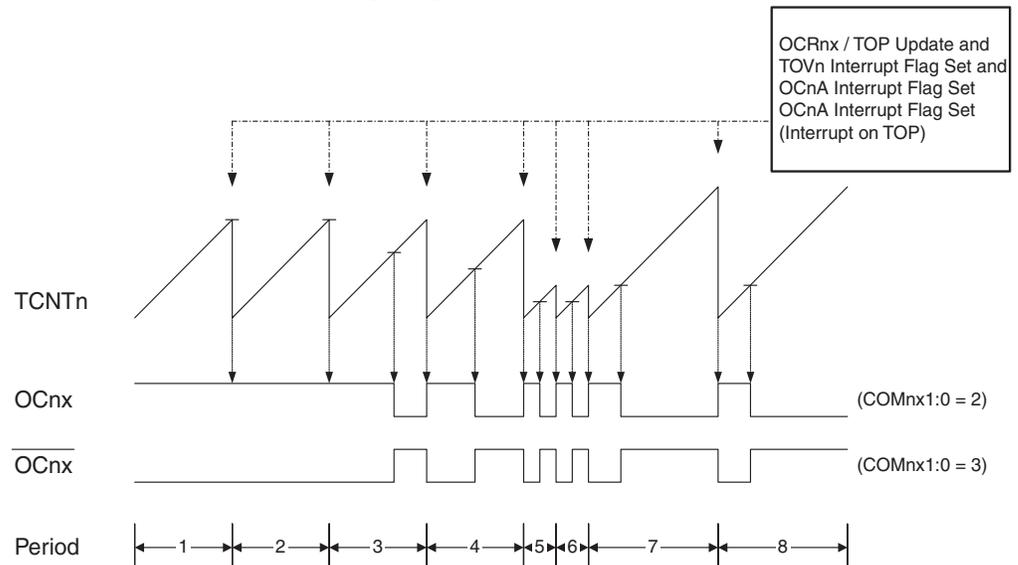 OCRnx / TOP Update and
TOVn Interrupt Flag Set and
OCnA Interrupt Flag Set
OCnA Interrupt Flag Set
(Interrupt on TOP)
TCNTn
OCnx
(COMnx1:0 = 2)
OCnx
(COMnx1:0 = 3)
Period
1 2 3 4 5 6 7 8